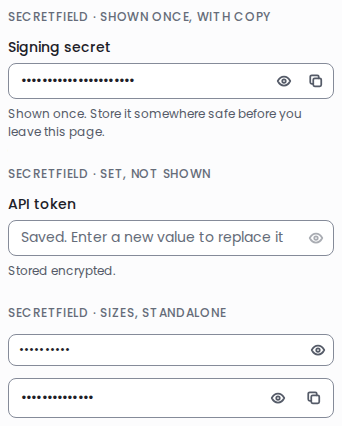 SECRETFIELD · SHOWN ONCE, WITH COPY
Signing secret
••••••••••••••••••••••
Shown once. Store it somewhere safe before you
leave this page.
SECRETFIELD · SET, NOT SHOWN
API token
Saved. Enter a new value to replace it
Stored encrypted.
SECRETFIELD · SIZES, STANDALONE
••••••••••
••••••••••••••